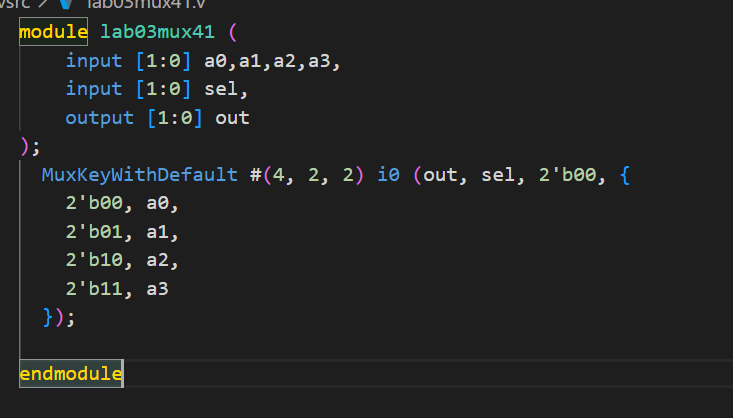 vsrc > lab03mux41.v
module lab03mux41 (
input [1:0] a0,a1,a2,a3,
input [1:0] sel,
output [1:0] out
);
MuxKeyWithDefault #(4, 2, 2) i0 (out, sel, 2'b00, {
2'b00, a0,
2'b01, a1,
2'b10, a2,
2'b11, a3
});
endmodule